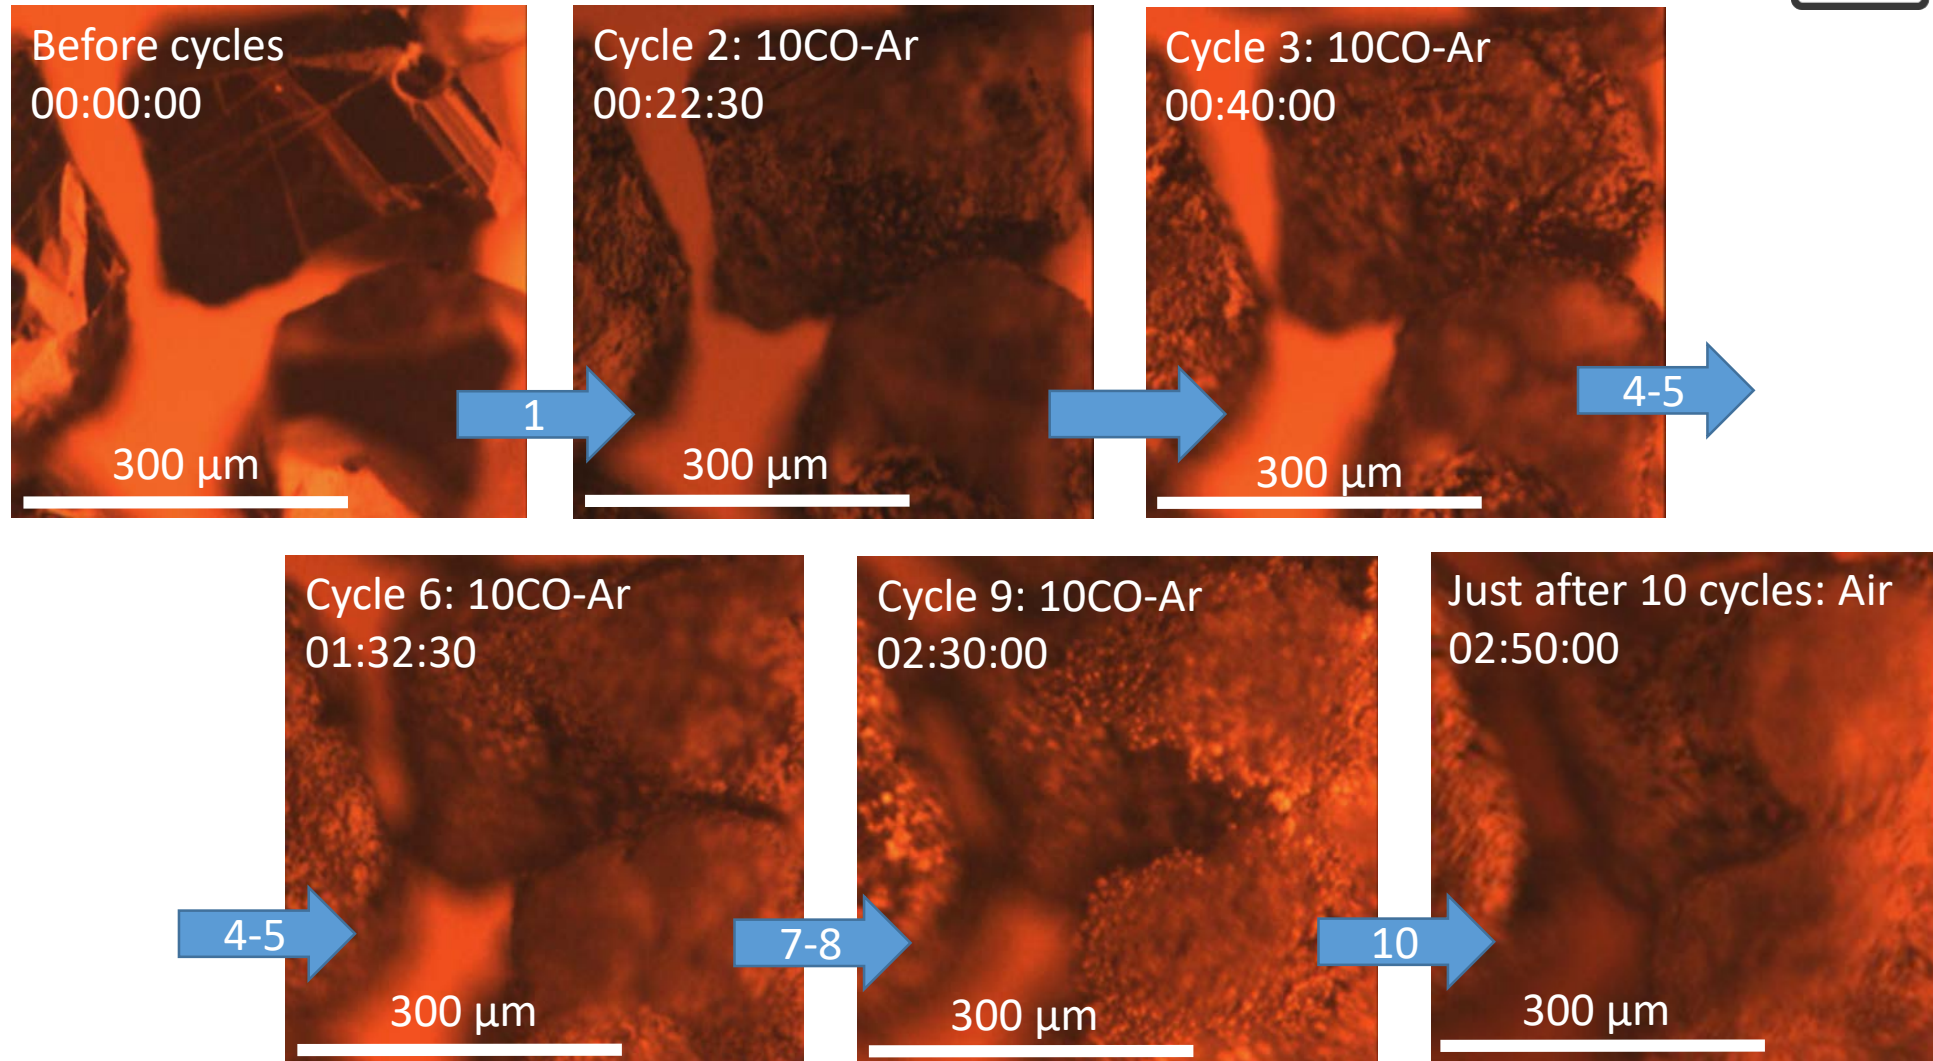 Before cycles
00:00:00
300 µm
1
Cycle 2: 10CO-Ar
00:22:30
300 µm
Cycle 3: 10CO-Ar
00:40:00
300 µm
4-5
4-5
Cycle 6: 10CO-Ar
01:32:30
300 µm
7-8
Cycle 9: 10CO-Ar
02:30:00
300 µm
10
Just after 10 cycles: Air
02:50:00
300 µm